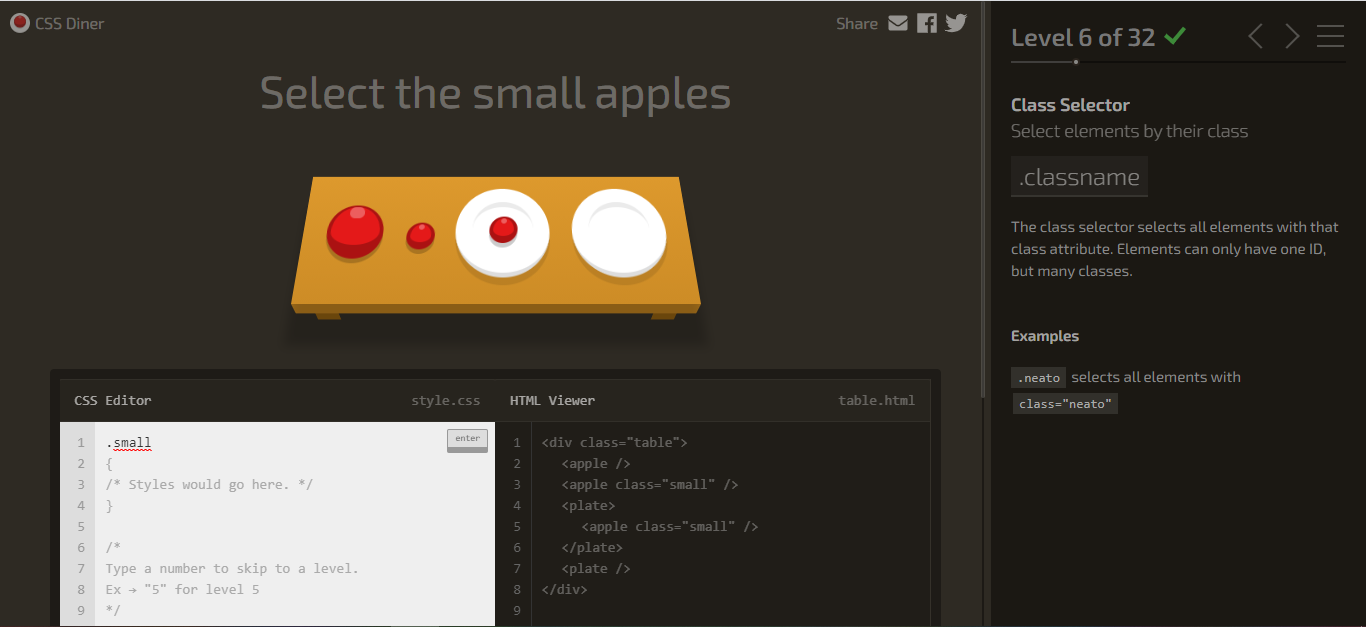 CSS Diner
Share
Select the small apples
CSS Editor
style.css
HTML Viewer
table.html
1 .small
enter
2 {
3 /* Styles would go here. */
4 }
5
6 /*
7 Type a number to skip to a level.
8 Ex → "5" for level 5
9 */
1 <div class="table">
2 <apple />
3 <apple class="small" />
4 <plate>
5 <apple class="small" />
6 </plate>
7 <plate />
8 </div>
9
Level 6 of 32
Class Selector
Select elements by their class
.classname
The class selector selects all elements with that
class attribute. Elements can only have one ID,
but many classes.
Examples
.neato selects all elements with
class="neato"